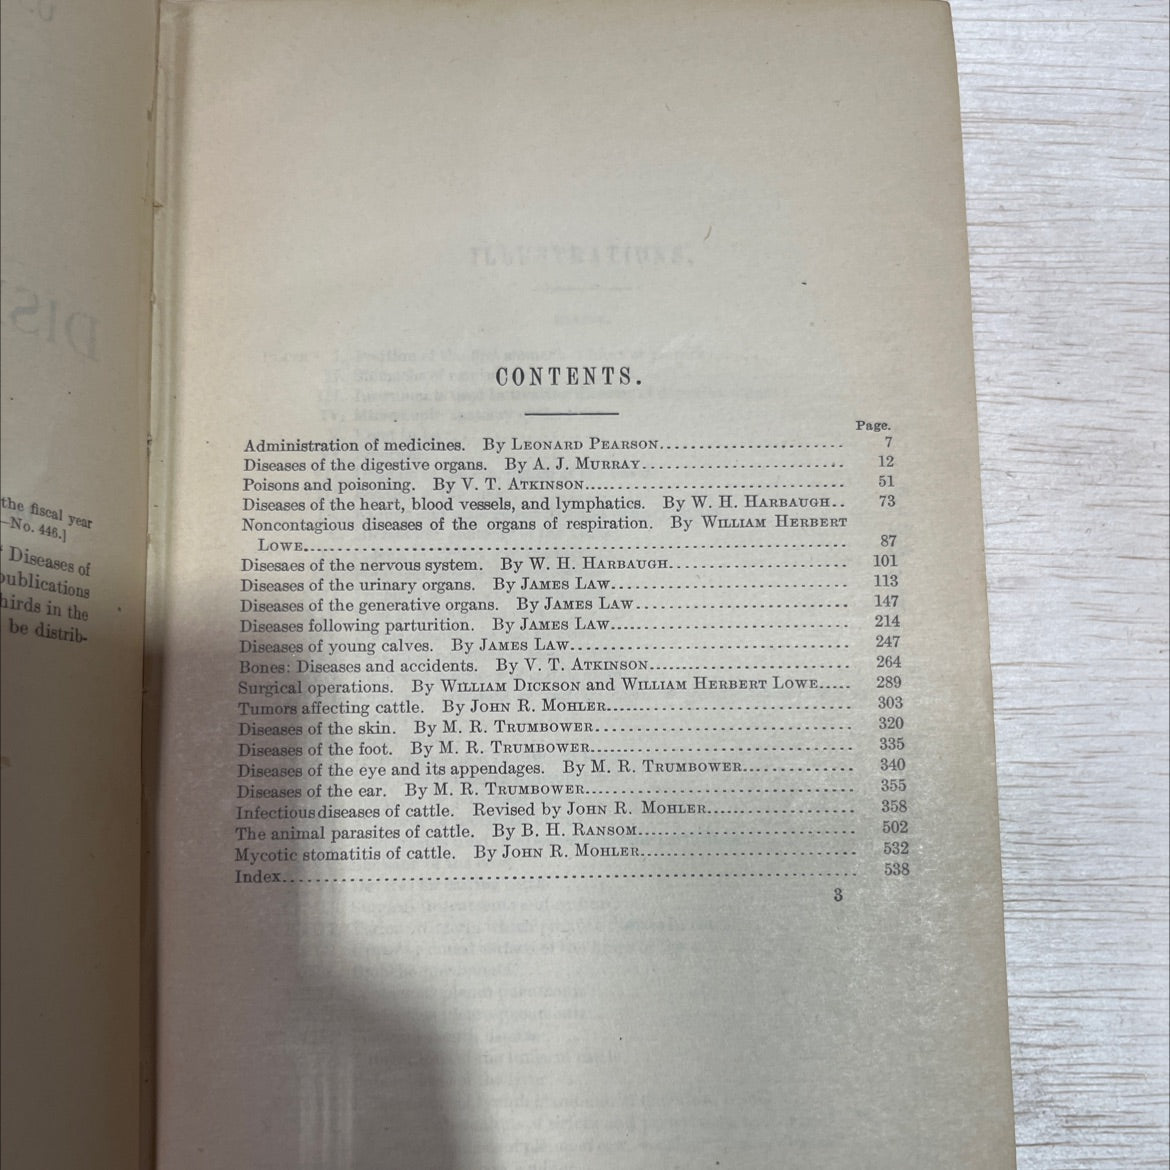 the fiscal year
—No. 446.]
Diseases of
publications
hirds in the
be distrib-
ILLUSTRATIONS.
CONTENTS.
Page.
Administration of medicines. By LEONARD PEARSON........................ 7
Diseases of the digestive organs. By A. J. MURRAY........................... 12
Poisons and poisoning. By V. T. ATKINSON.................................. 51
Diseases of the heart, blood vessels, and lymphatics. By W. H. HARBAUGH.. 73
Noncontagious diseases of the organs of respiration. By WILLIAM HERBERT
LOWE...................................................................... 87
Disesaes of the nervous system. By W. H. HARBAUGH....................... 101
Diseases of the urinary organs. By JAMES LAW............................... 113
Diseases of the generative organs. By JAMES LAW............................ 147
Diseases following parturition. By JAMES LAW............................... 214
Diseases of young calves. By JAMES LAW..................................... 247
Bones: Diseases and accidents. By V. T. ATKINSON.......................... 264
Surgical operations. By WILLIAM DICKSON and WILLIAM HERBERT LOWE..... 289
Tumors affecting cattle. By JOHN R. MOHLER................................ 303
Diseases of the skin. By M. R. TRUMBOWER................................. 320
Diseases of the foot. By M. R. TRUMBOWER.................................. 335
Diseases of the eye and its appendages. By M. R. TRUMBOWER.............. 340
Diseases of the ear. By M. R. TRUMBOWER................................... 355
Infectious diseases of cattle. Revised by JOHN R. MOHLER................... 358
The animal parasites of cattle. By B. H. RANSOM............................ 502
Mycotic stomatitis of cattle. By JOHN R. MOHLER........................... 532
Index........................................................................ 538
3